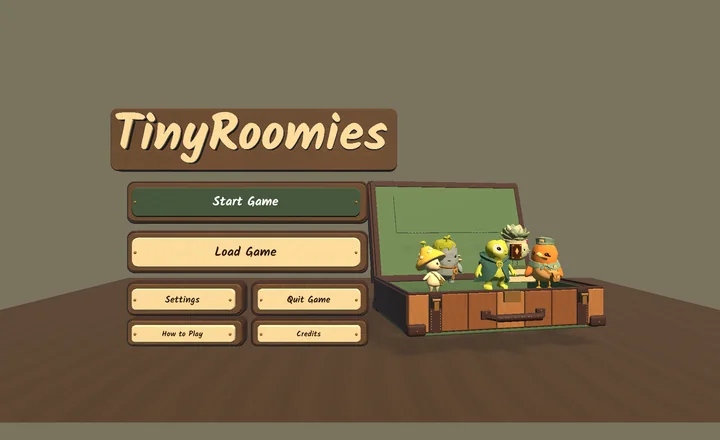 TinyRoomies
Start Game
Load Game
Settings
Quit Game
How to Play
Credits